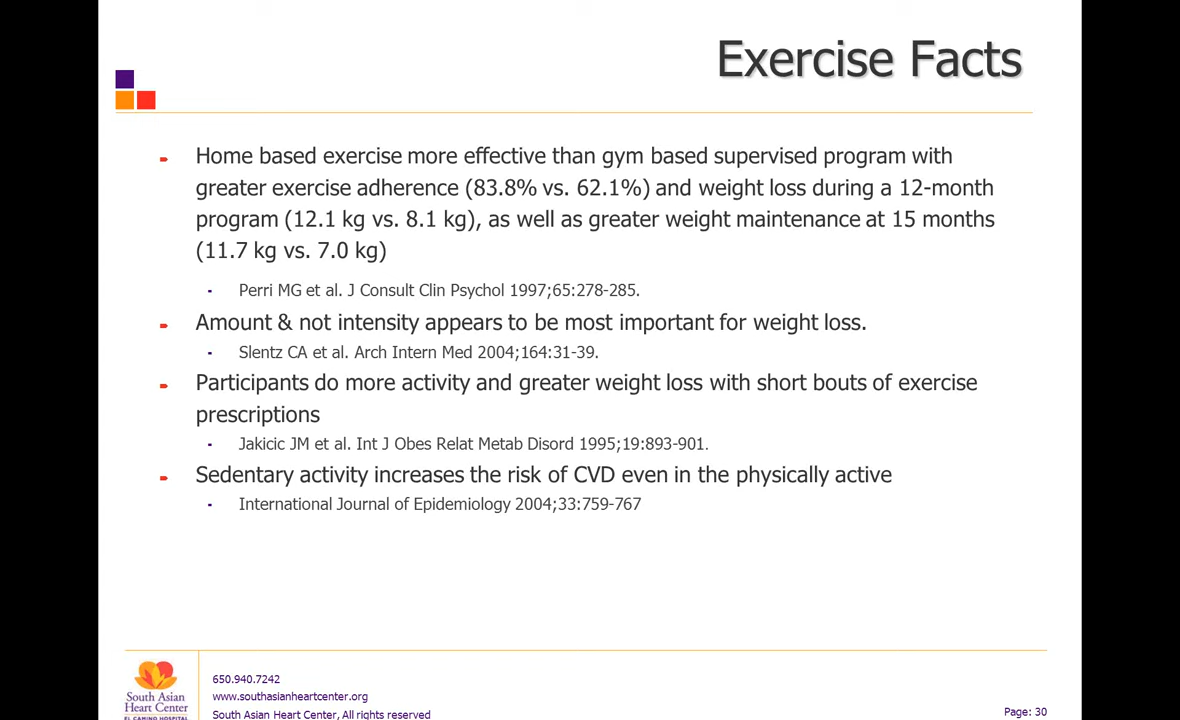 Exercise Facts
Home based exercise more effective than gym based supervised program with
greater exercise adherence (83.8% vs. 62.1%) and weight loss during a 12-month
program (12.1 kg vs. 8.1 kg), as well as greater weight maintenance at 15 months
(11.7 kg vs. 7.0 kg)
Perri MG et al. J Consult Clin Psychol 1997;65:278-285.
Amount & not intensity appears to be most important for weight loss.
Slentz CA et al. Arch Intern Med 2004;164:31-39.
Participants do more activity and greater weight loss with short bouts of exercise
prescriptions
Jakicic JM et al. Int J Obes Relat Metab Disord 1995;19:893-901.
Sedentary activity increases the risk of CVD even in the physically active
International Journal of Epidemiology 2004;33:759-767
South Asian
Heart Center
EL CAMINO HOSPITAL
650.940.7242
www.southasianheartcenter.org
South Asian Heart Center, All rights reserved
Page: 30